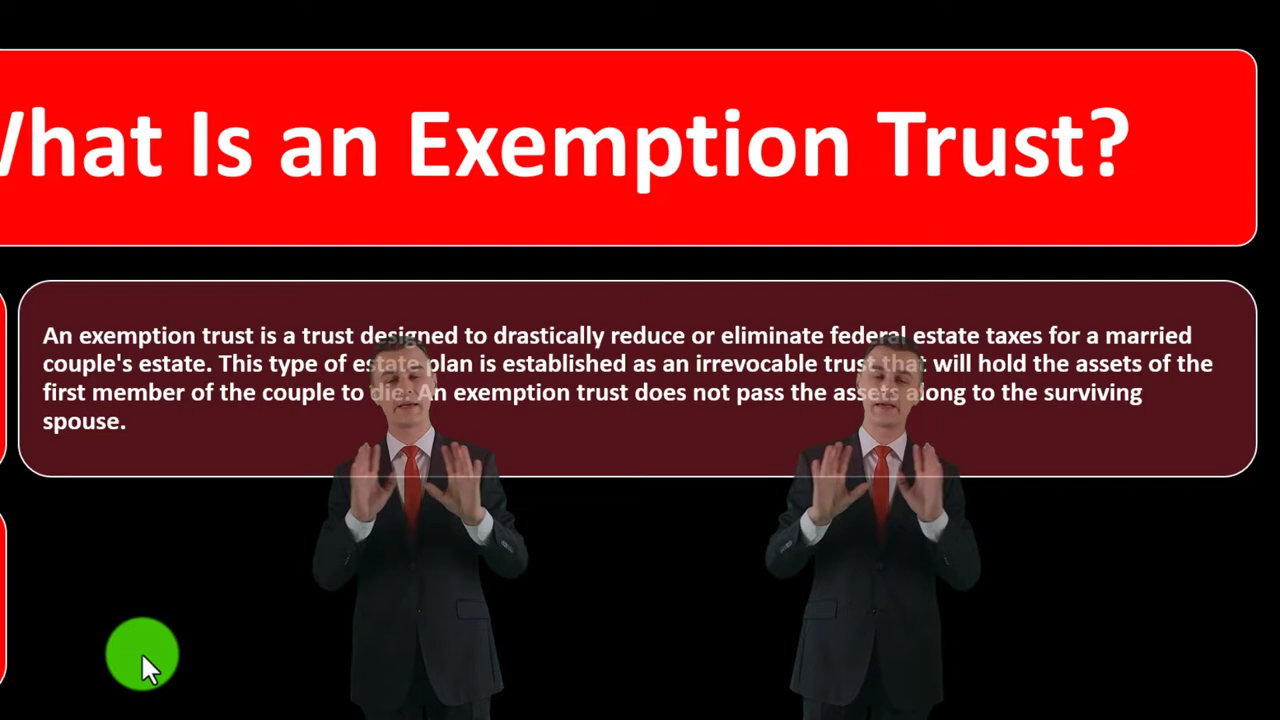 What Is an Exemption Trust?
An exemption trust is a trust designed to drastically reduce or eliminate federal estate taxes for a married
couple's estate. This type of estate plan is established as an irrevocable trust that will hold the assets of the
first member of the couple to die. An exemption trust does not pass the assets along to the surviving
spouse.